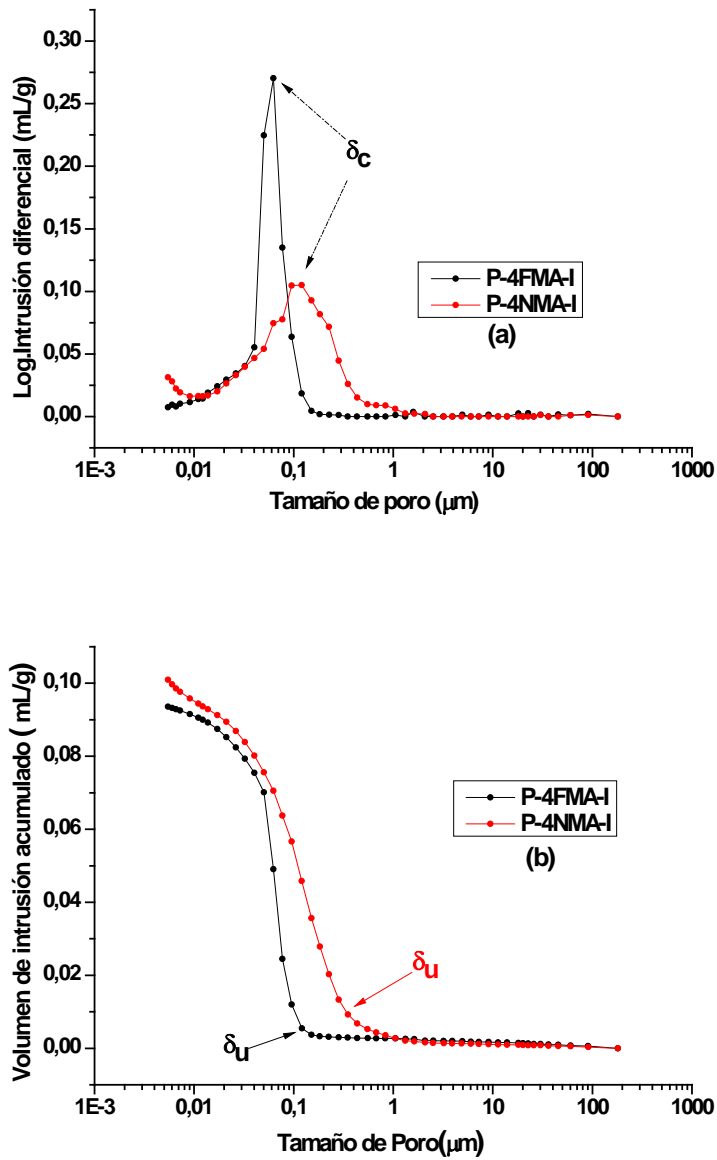 Log.Intrusión diferencial (mL/g)
0,30
0,25
0,20
0,15
0,10
0,05
0,00
δc
P-4FMA-I
P-4NMA-I
(a)
1E-3 0,01 0,1 1 10 100 1000
Tamaño de poro (μm)
Volumen de intrusión acumulado ( mL/g)
0,10
0,08
0,06
0,04
0,02
0,00
P-4FMA-I
P-4NMA-I
(b)
δu
δu
1E-3 0,01 0,1 1 10 100 1000
Tamaño de Poro(μm)